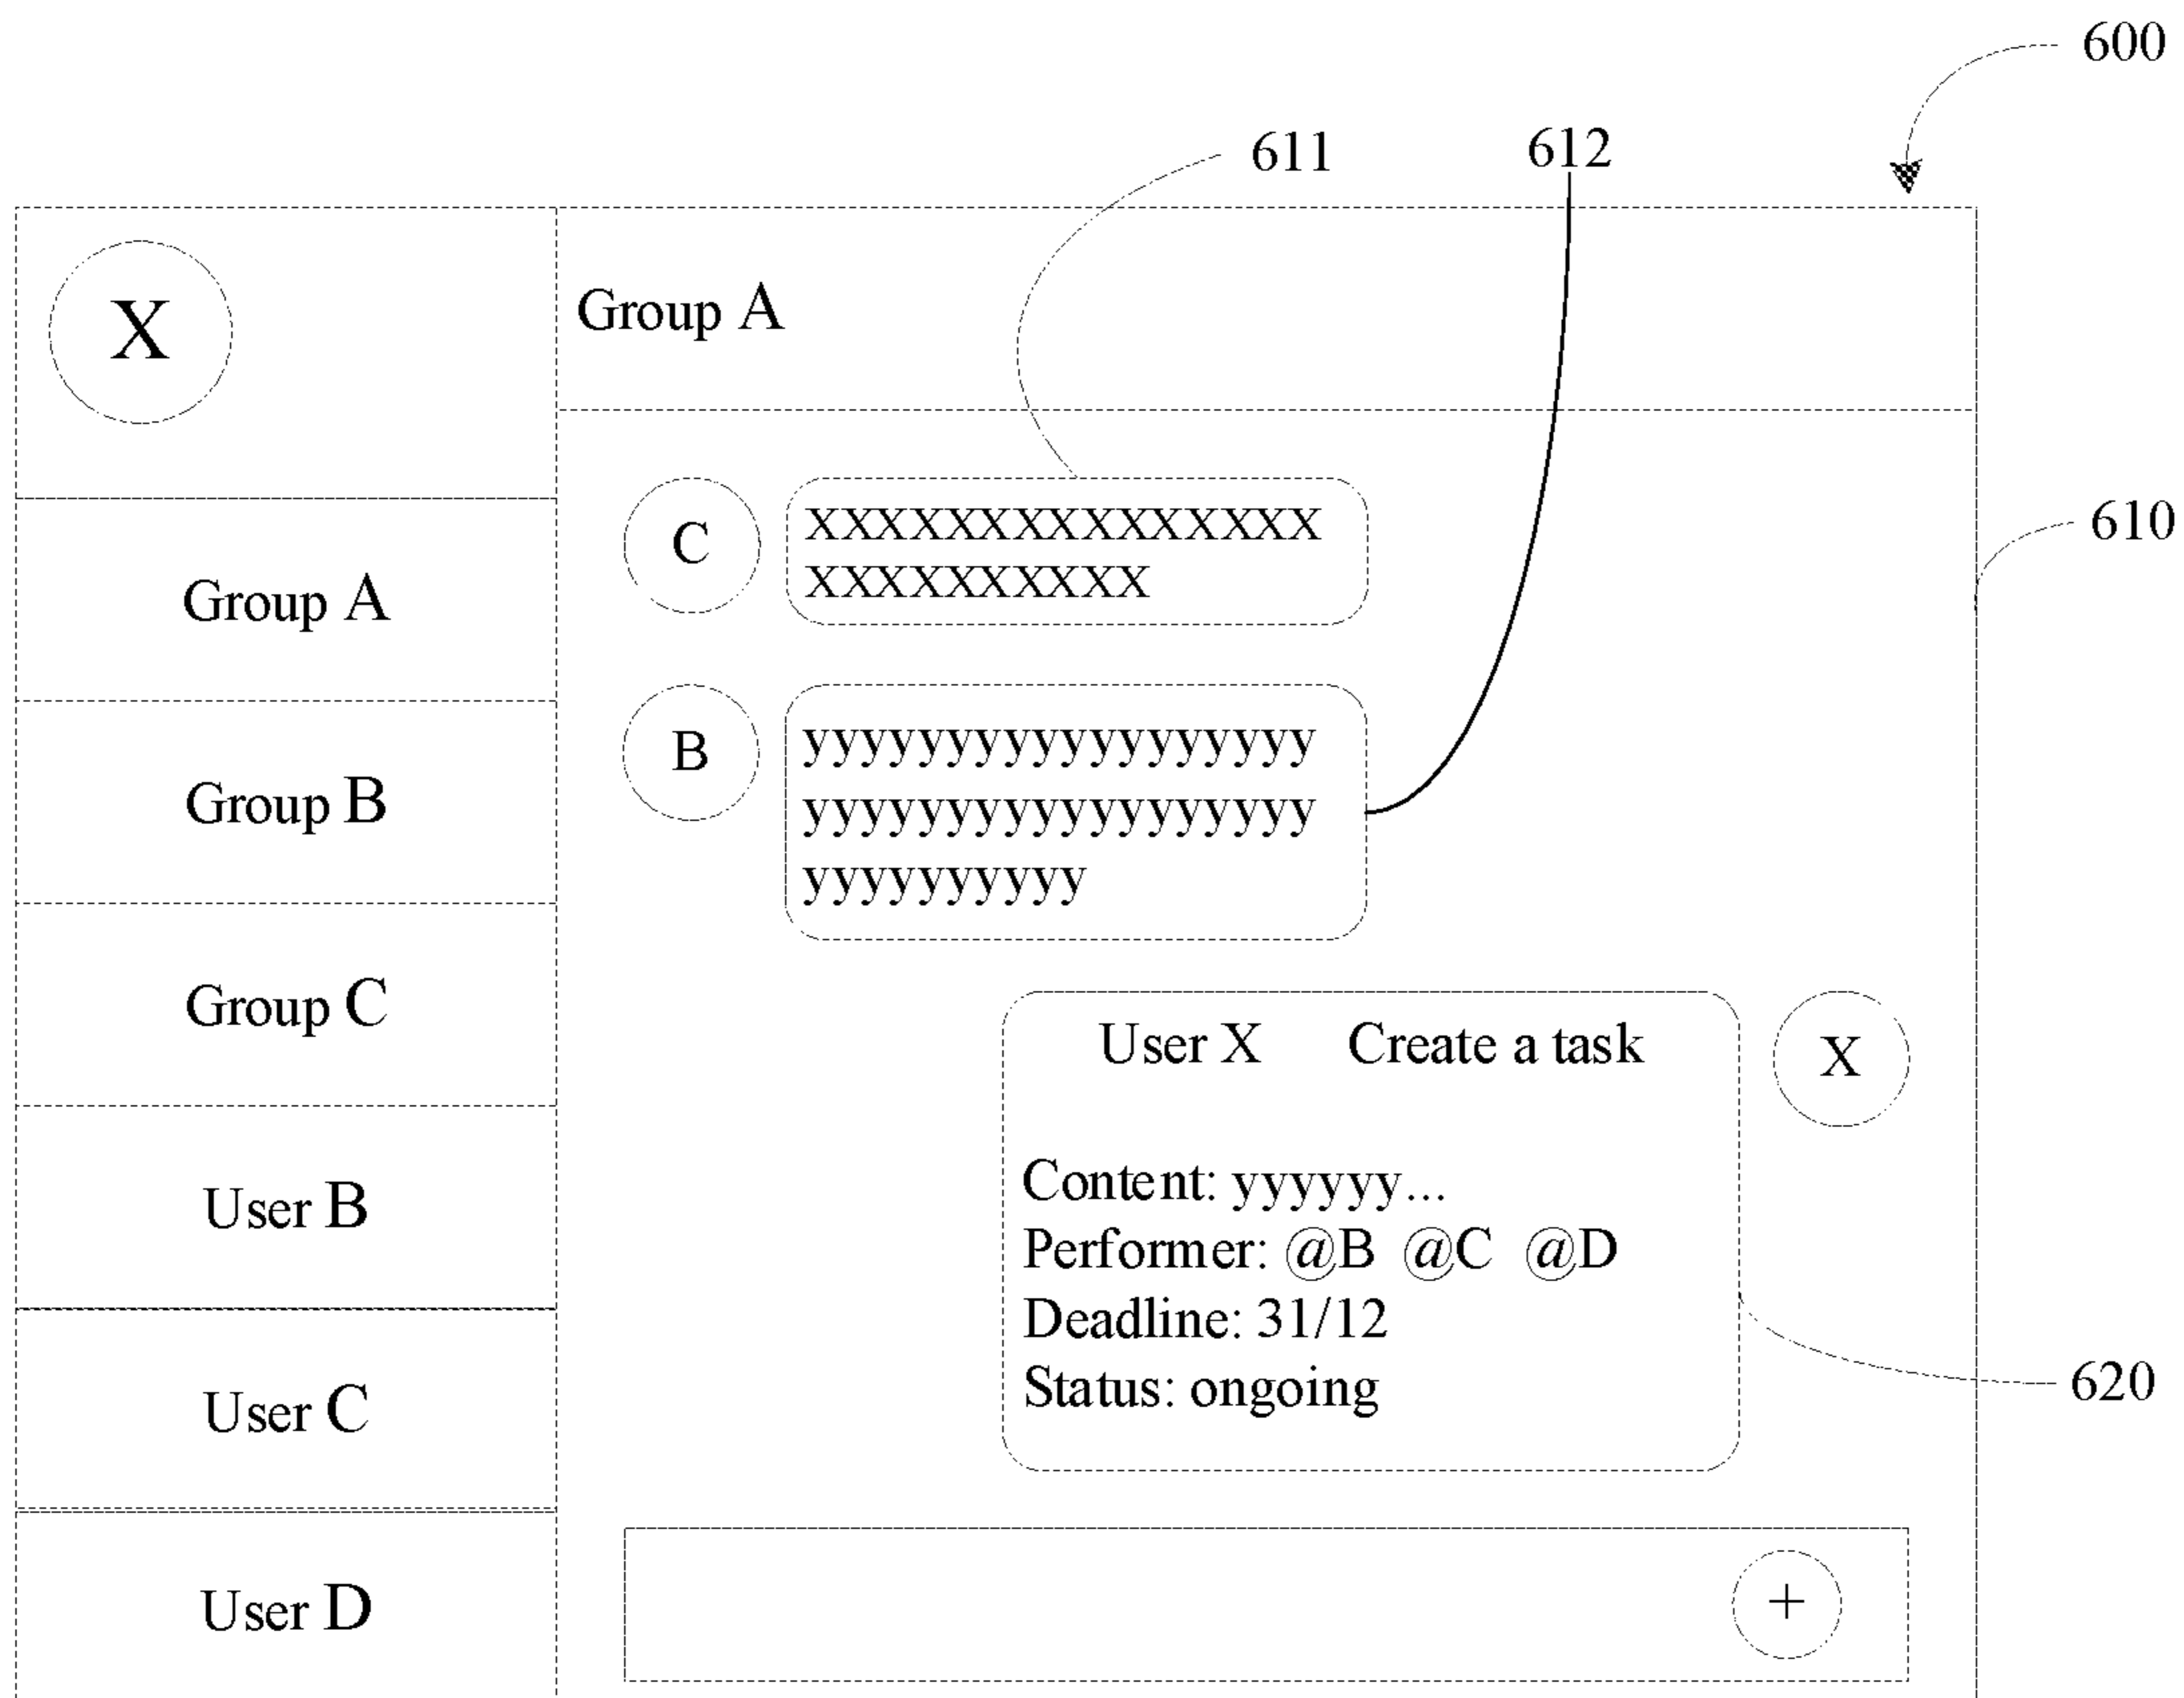 600
611
612
X
Group A
610
C
XXXXXXXXXXXXXXXX
XXXXXXXXXX
Group A
B
yyyyyyyyyyyyyyyyyy
yyyyyyyyyyyyyyyyyy
yyyyyyyyyy
Group B
Group C
User X Create a task
X
Content: yyyyyy...
Performer: @B @C @D
Deadline: 31/12
Status: ongoing
620
User B
User C
User D
+